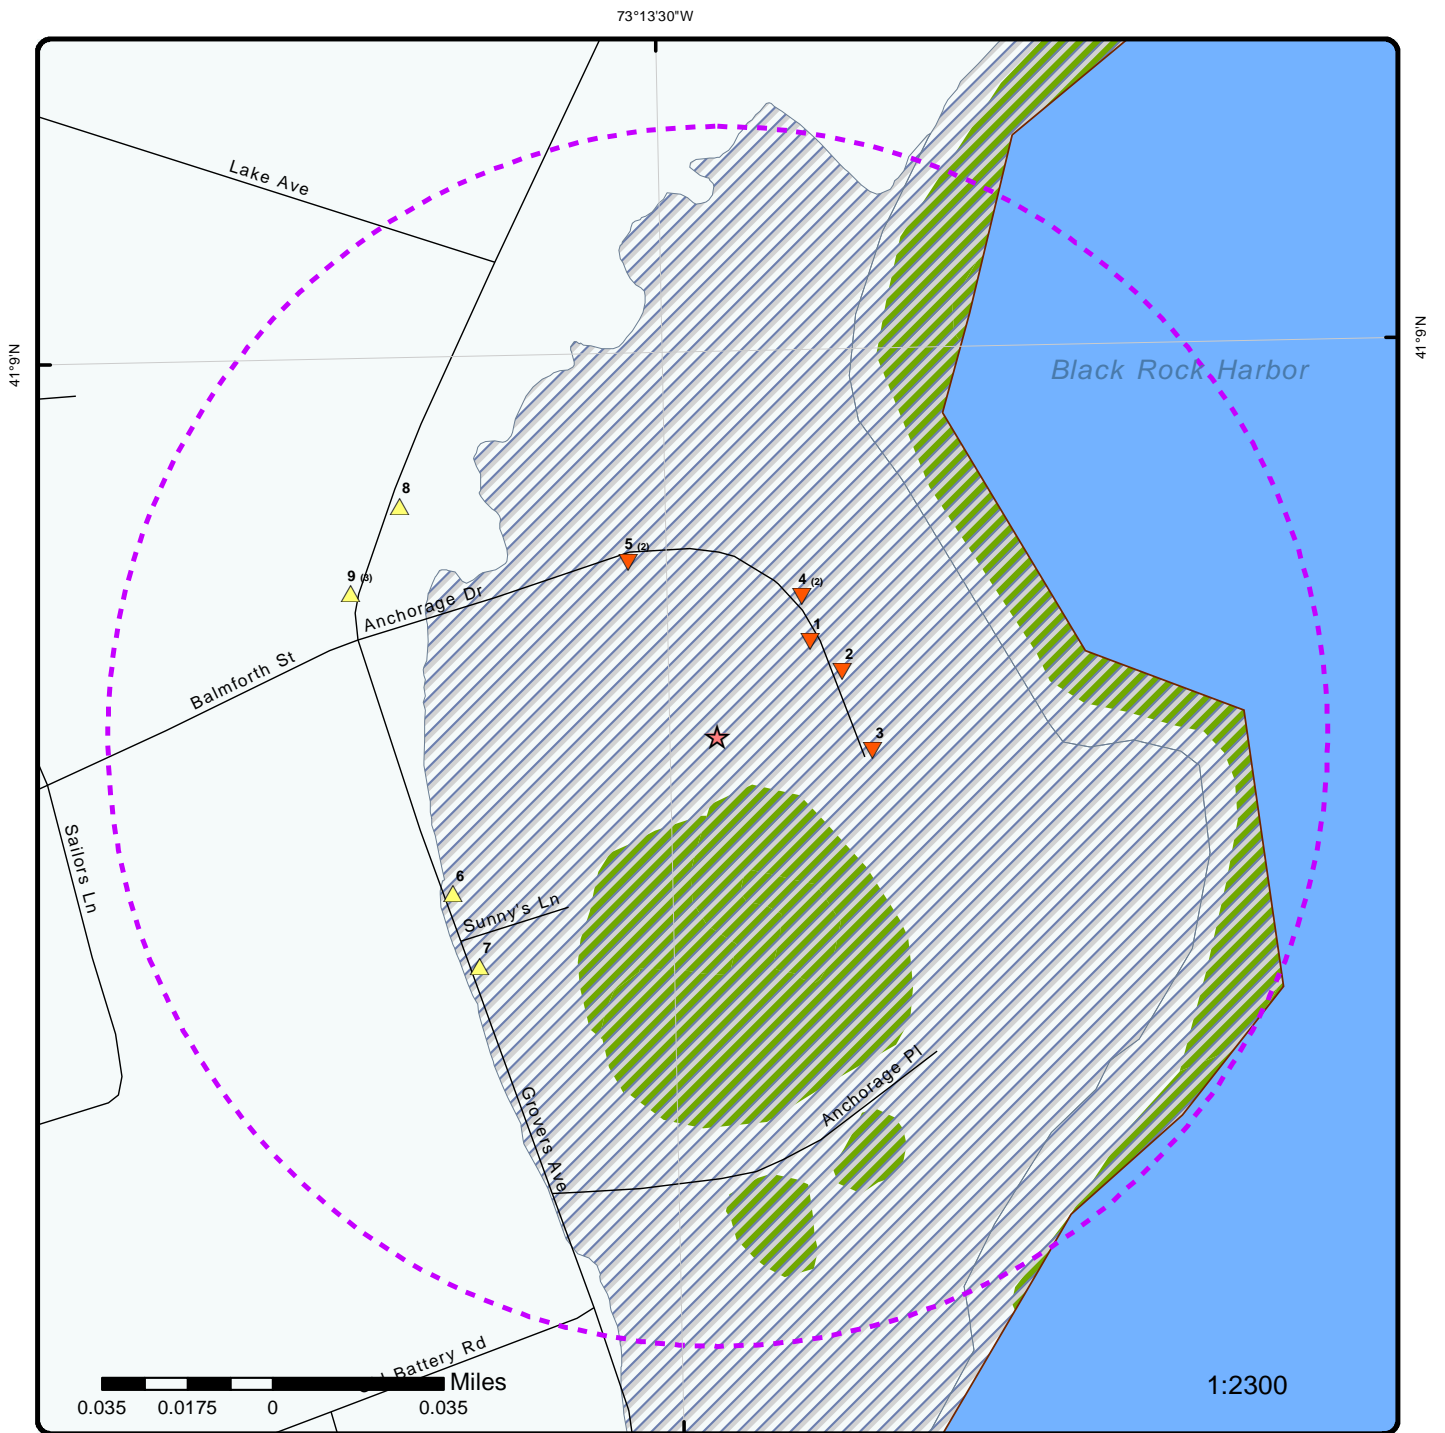 73°13'30"W
Lake Ave
41°9'N
41°9'N
Black Rock Harbor
8
5 (2)
9 (3)
4 (2)
Anchorage Dr
1
2
Balmforth St
3
Sailors Ln
6
Sunny's Ln
7
Anchorage Pl
Grovers Ave
Battery Rd
Miles
1:2300
0.035 0.0175 0 0.035